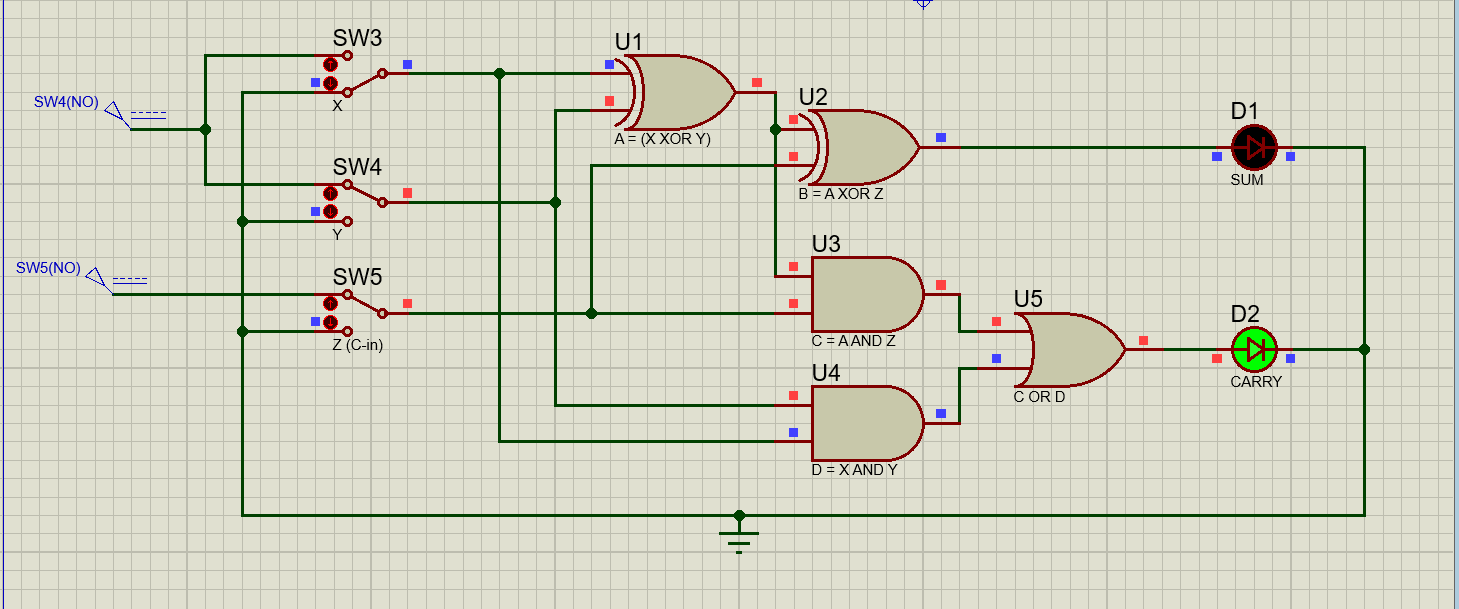 SW3
X
SW4(NO)
SW4
Y
SW5(NO)
SW5
Z (C-in)
U1
A = (X XOR Y)
U2
B = A XOR Z
U3
C = A AND Z
U4
D = X AND Y
U5
C OR D
D1
SUM
D2
CARRY